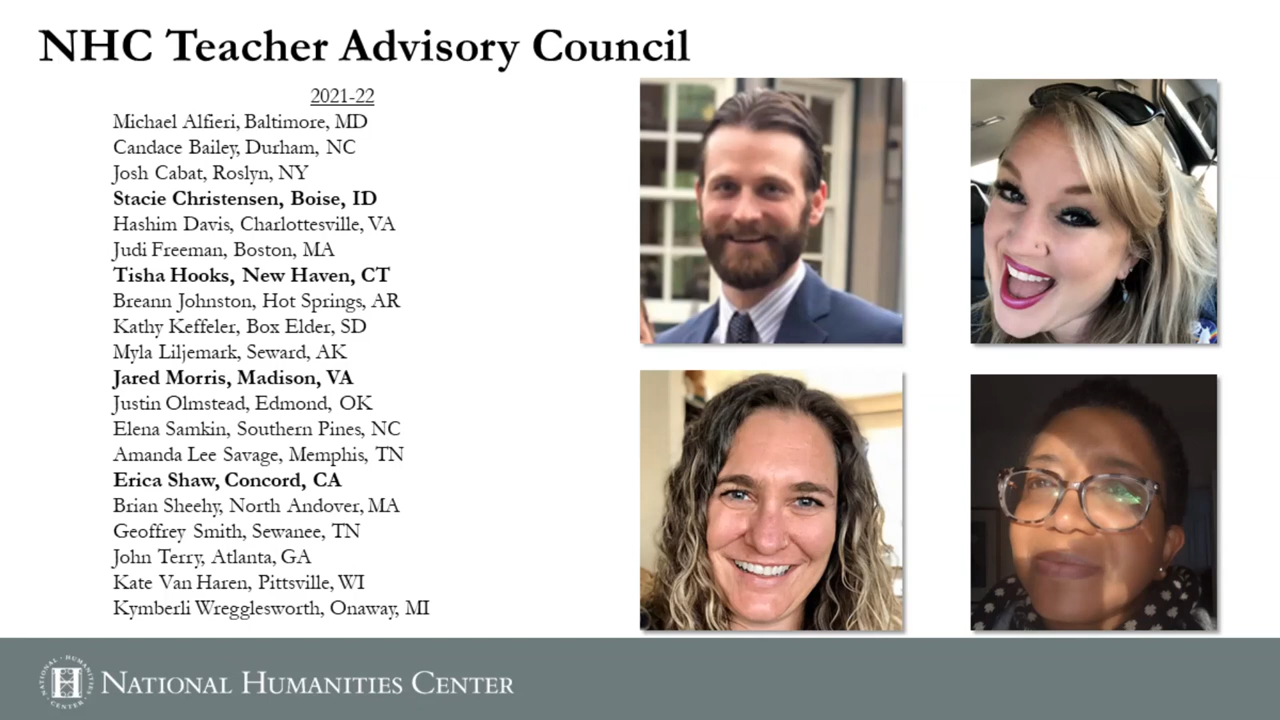 NHC Teacher Advisory Council
2021-22
Michael Alfieri, Baltimore, MD
Candace Bailey, Durham, NC
Josh Cabat, Roslyn, NY
Stacie Christensen, Boise, ID
Hashim Davis, Charlottesville, VA
Judi Freeman, Boston, MA
Tisha Hooks, New Haven, CT
Breann Johnston, Hot Springs, AR
Kathy Keffeler, Box Elder, SD
Myla Liljemark, Seward, AK
Jared Morris, Madison, VA
Justin Olmstead, Edmond, OK
Elena Samkin, Southern Pines, NC
Amanda Lee Savage, Memphis, TN
Erica Shaw, Concord, CA
Brian Sheehy, North Andover, MA
Geoffrey Smith, Sewanee, TN
John Terry, Atlanta, GA
Kate Van Haren, Pittsville, WI
Kymberli Wregglesworth, Onaway, MI
NATIONAL · HUMANITIES · CENTER
H
NATIONAL HUMANITIES CENTER